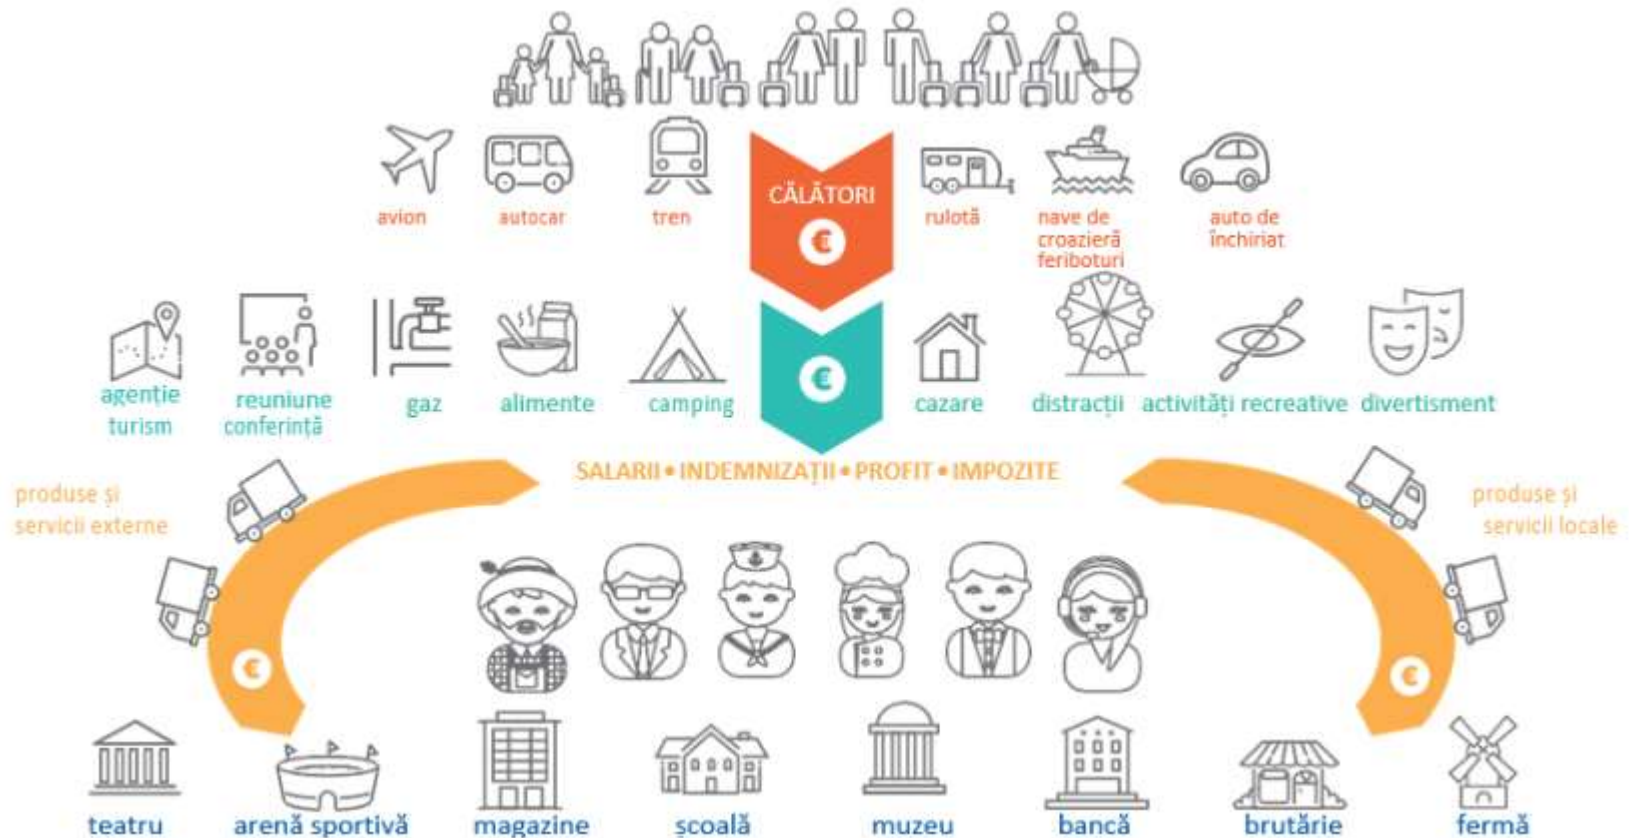 CĂLĂTORI
€
avion
autocar
tren
rulotă
nave de
croazieră
feriboturi
auto de
închiriat
€
agenție
turism
reuniune
conferință
gaz
alimente
camping
cazare
distracții
activități recreative
divertisment
SALARII • INDEMNIZAȚII • PROFIT • IMPOZITE
produse și
servicii externe
produse și
servicii locale
€
€
teatru
arenă sportivă
magazine
școală
muzeu
bancă
brutărie
fermă